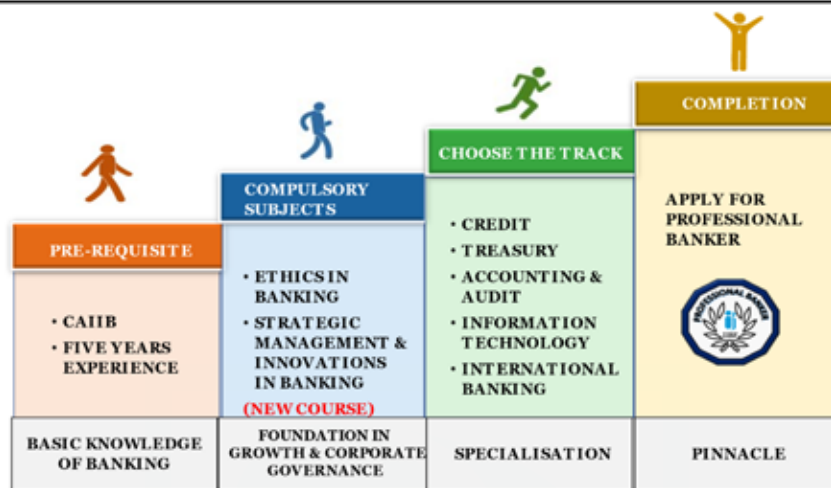 PRE-REQUISITE
• CAIIB
• FIVE YEARS
EXPERIENCE
BASIC KNOWLEDGE
OF BANKING
COMPULSORY
SUBJECTS
• ETHICS IN
BANKING
• STRATEGIC
MANAGEMENT &
INNOVATIONS
IN BANKING
(NEW COURSE)
FOUNDATION IN
GROWTH & CORPORATE
GOVERNANCE
CHOOSE THE TRACK
• CREDIT
• TREASURY
• ACCOUNTING &
AUDIT
• INFORMATION
TECHNOLOGY
• INTERNATIONAL
BANKING
SPECIALISATION
COMPLETION
APPLY FOR
PROFESSIONAL
BANKER
PROFESSIONAL BANKER
PINNACLE